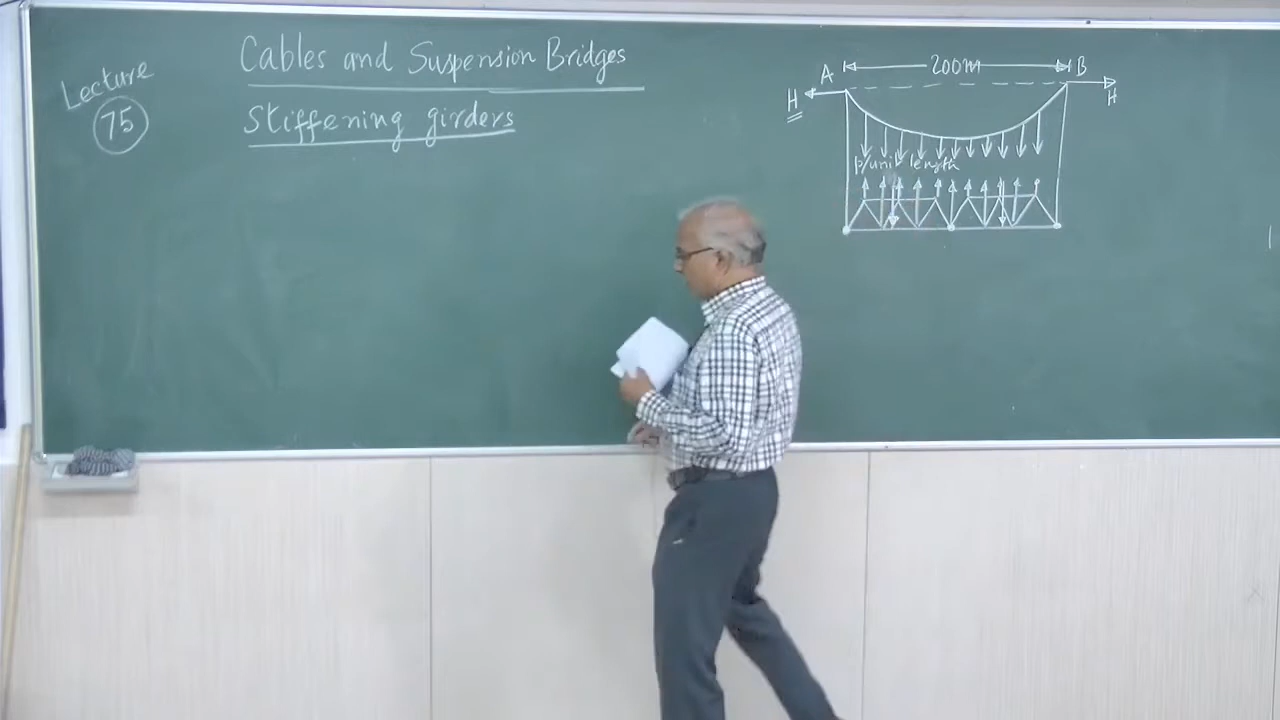 Lecture
75
Cables and Suspension Bridges
Stiffening girders
A 200m B
H H
p/unit length